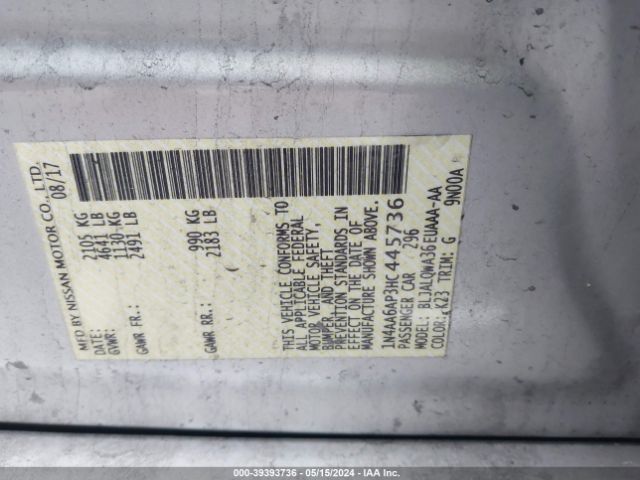 MFD BY NISSAN MOTOR CO., LTD.
DATE: 08/17
GVWR: 2105 KG
4641 LB
GAWR FR: 1130 KG
2491 LB
GAWR RR: 990 KG
2183 LB
THIS VEHICLE CONFORMS TO
ALL APPLICABLE FEDERAL
MOTOR VEHICLE SAFETY,
BUMPER, AND THEFT
PREVENTION STANDARDS IN
EFFECT ON THE DATE OF
MANUFACTURE SHOWN ABOVE.
1N4AA6AP3HC445736
PASSENGER CAR 296
MODEL: BL1ALQWA36EUAAA-AA
COLOR: K23 TRIM: G 9N00A
000-39393736 - 05/15/2024 - IAA Inc.